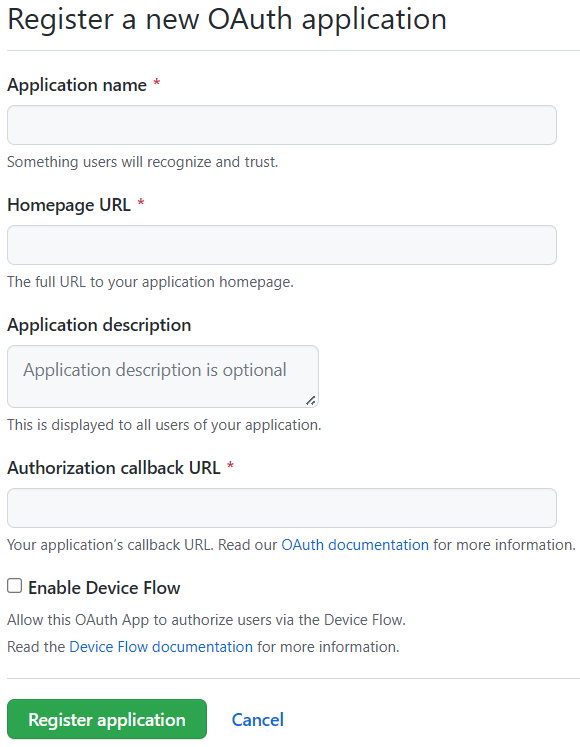 Register a new OAuth application
Application name *
Something users will recognize and trust.
Homepage URL *
The full URL to your application homepage.
Application description
Application description is optional
This is displayed to all users of your application.
Authorization callback URL *
Your application’s callback URL. Read our OAuth documentation for more information.
Enable Device Flow
Allow this OAuth App to authorize users via the Device Flow.
Read the Device Flow documentation for more information.
Register application Cancel